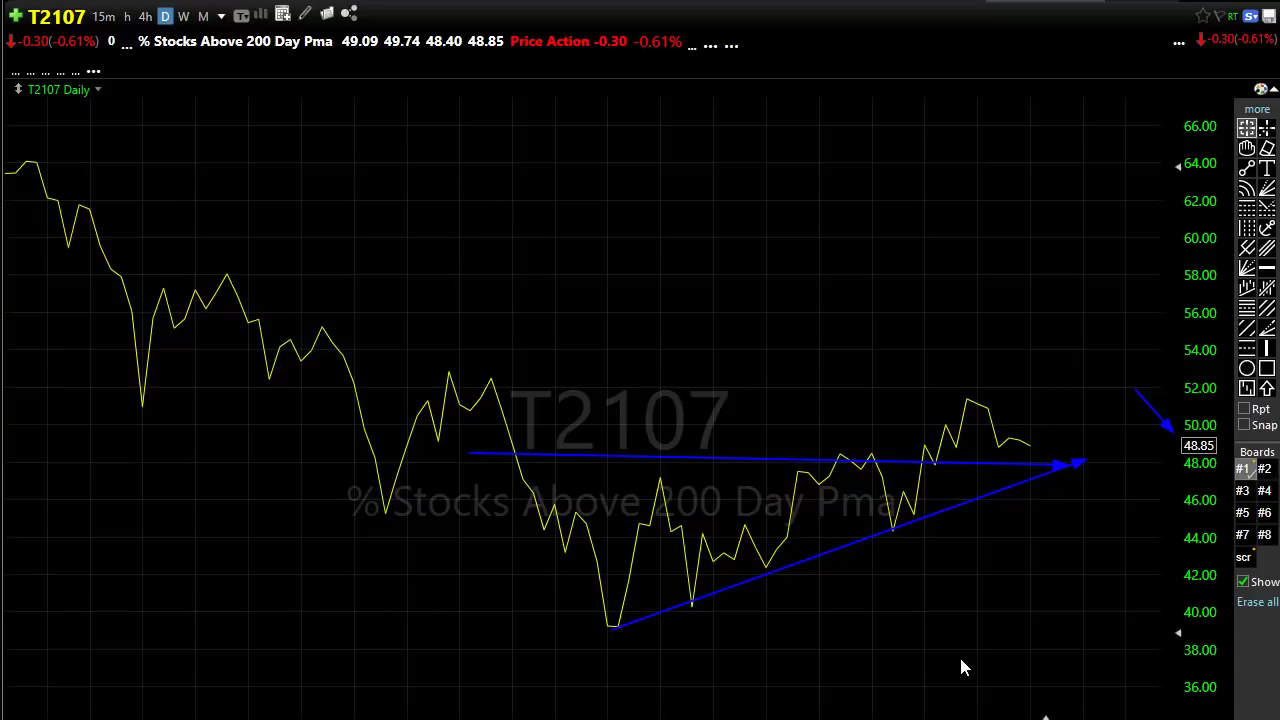 T2107 15m h 4h D W M T RT S
-0.30(-0.61%) 0 ... % Stocks Above 200 Day Pma 49.09 49.74 48.40 48.85 Price Action -0.30 -0.61% ... ... ... ... -0.30(-0.61%)
... ... ... ... ... ...
T2107 Daily
more
66.00
64.00
62.00
60.00
58.00
56.00
54.00
52.00
50.00
48.85
48.00
46.00
44.00
42.00
40.00
38.00
36.00
T2107
% Stocks Above 200 Day Pma
T
Rpt
Snap
Boards
#1 #2
#3 #4
#5 #6
#7 #8
scr
Show
Erase all